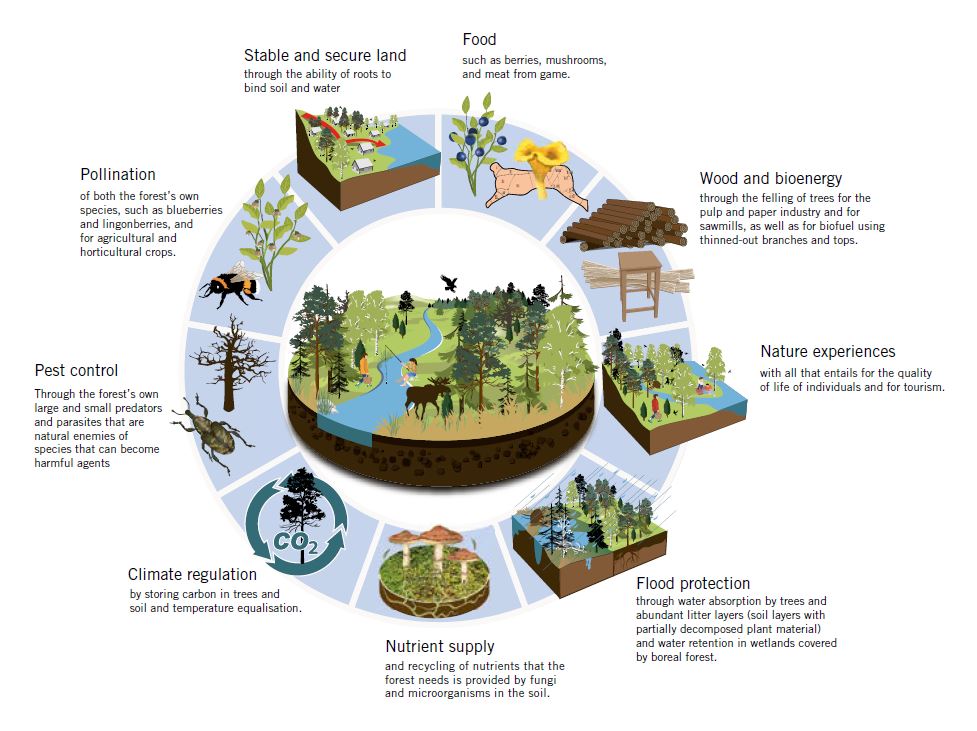 Food
such as berries, mushrooms,
and meat from game.
Wood and bioenergy
through the felling of trees for the
pulp and paper industry and for
sawmills, as well as for biofuel using
thinned-out branches and tops.
Nature experiences
with all that entails for the quality
of life of individuals and for tourism.
Flood protection
through water absorption by trees and
abundant litter layers (soil layers with
partially decomposed plant material)
and water retention in wetlands covered
by boreal forest.
Nutrient supply
and recycling of nutrients that the
forest needs is provided by fungi
and microorganisms in the soil.
Climate regulation
by storing carbon in trees and
soil and temperature equalisation.
CO2
Pest control
Through the forest’s own
large and small predators
and parasites that are
natural enemies of
species that can become
harmful agents
Pollination
of both the forest’s own
species, such as blueberries
and lingonberries, and
for agricultural and
horticultural crops.
Stable and secure land
through the ability of roots to
bind soil and water